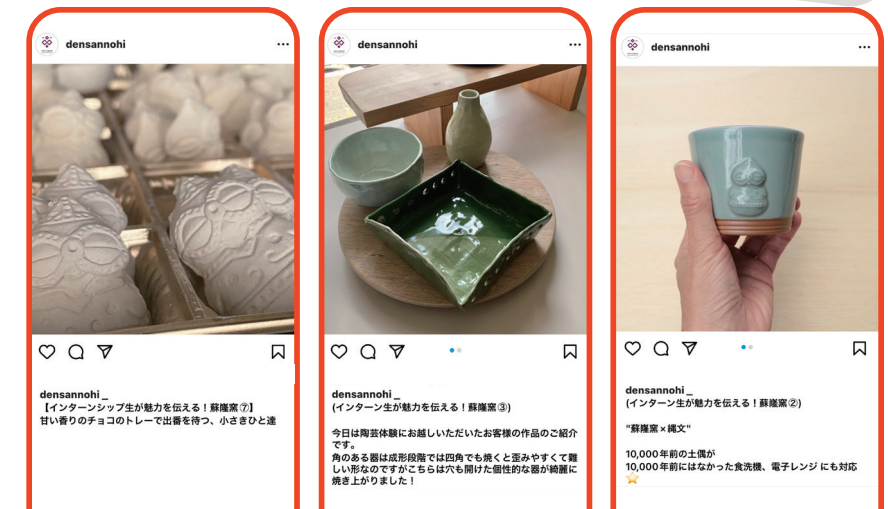 densannohi
densannohi _
【インターンシップ生が魅力を伝える！蘇嶐窯⑦】
甘い香りのチョコのトレーで出番を待つ、小さきひと達
densannohi
densannohi _
(インターン生が魅力を伝える！蘇嶐窯③)
今日は陶芸体験にお越しいただいたお客様の作品のご紹介
です。
角のある器は成形段階では四角でも焼くと歪みやすくて難
しい形なのですがこちらは穴も開けた個性的な器が綺麗に
焼き上がりました！
densannohi
densannohi _
(インターン生が魅力を伝える！蘇嶐窯②)
"蘇嶐窯×縄文"
10,000年前の土偶が
10,000年前にはなかった食洗機、電子レンジ にも対応
⭐